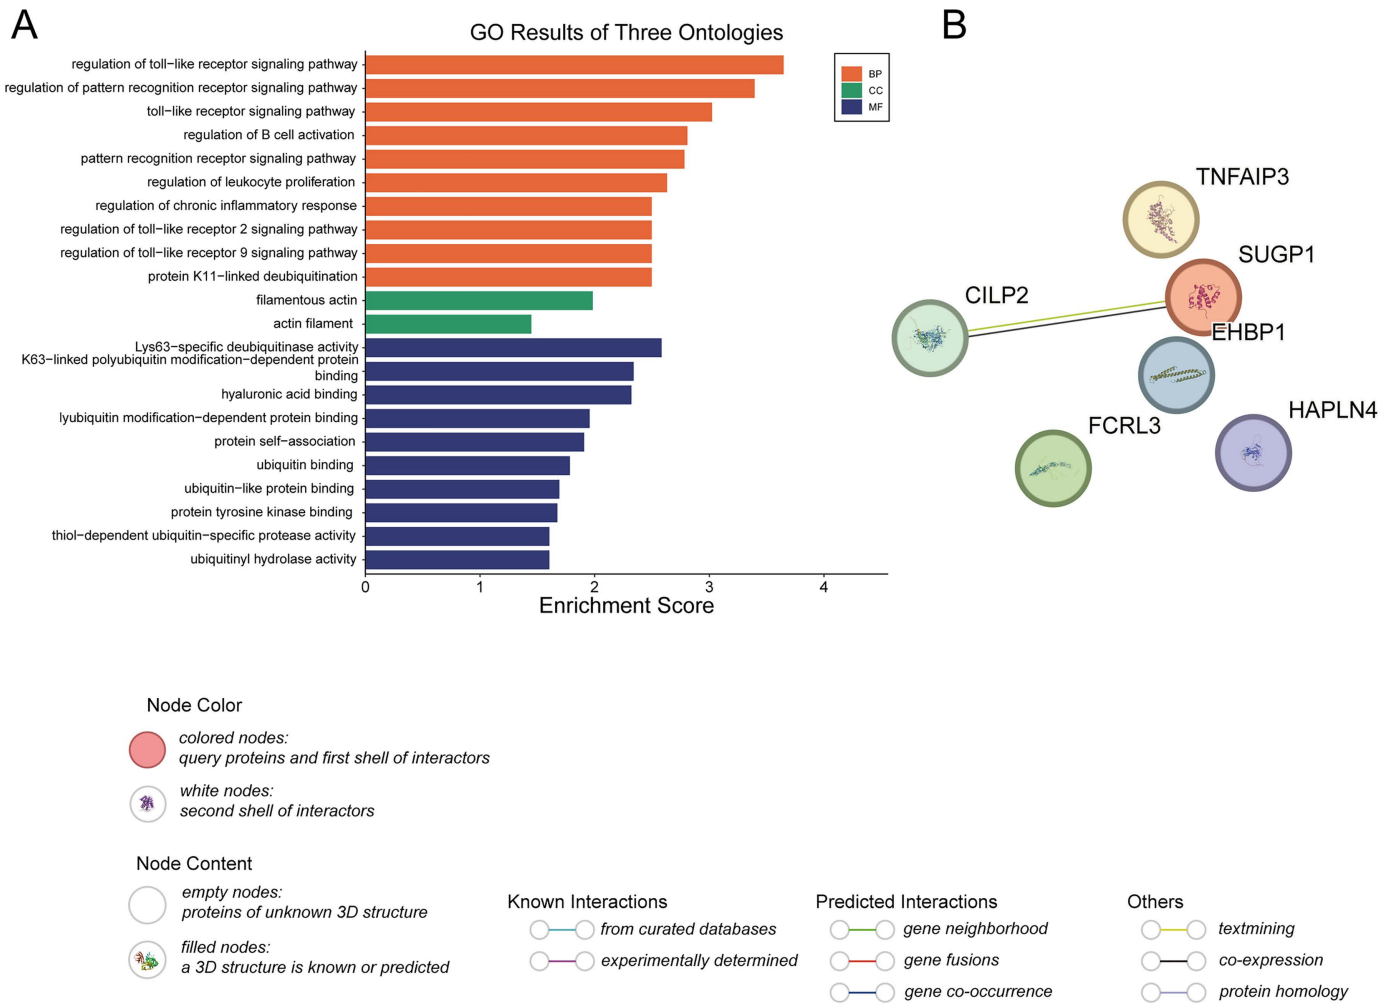 A
GO Results of Three Ontologies
regulation of toll−like receptor signaling pathway
regulation of pattern recognition receptor signaling pathway
toll−like receptor signaling pathway
regulation of B cell activation
pattern recognition receptor signaling pathway
regulation of leukocyte proliferation
regulation of chronic inflammatory response
regulation of toll−like receptor 2 signaling pathway
regulation of toll−like receptor 9 signaling pathway
protein K11−linked deubiquitination
filamentous actin
actin filament
Lys63−specific deubiquitinase activity
K63−linked polyubiquitin modification−dependent protein
binding
hyaluronic acid binding
lyubiquitin modification−dependent protein binding
protein self−association
ubiquitin binding
ubiquitin−like protein binding
protein tyrosine kinase binding
thiol−dependent ubiquitin−specific protease activity
ubiquitinyl hydrolase activity
0 1 2 3 4
Enrichment Score
BP
CC
MF
B
TNFAIP3
SUGP1
CILP2
EHBP1
HAPLN4
FCRL3
Node Color
colored nodes:
query proteins and first shell of interactors
white nodes:
second shell of interactors
Node Content
empty nodes:
proteins of unknown 3D structure
filled nodes:
a 3D structure is known or predicted
Known Interactions
from curated databases
experimentally determined
Predicted Interactions
gene neighborhood
gene fusions
gene co-occurrence
Others
textmining
co-expression
protein homology